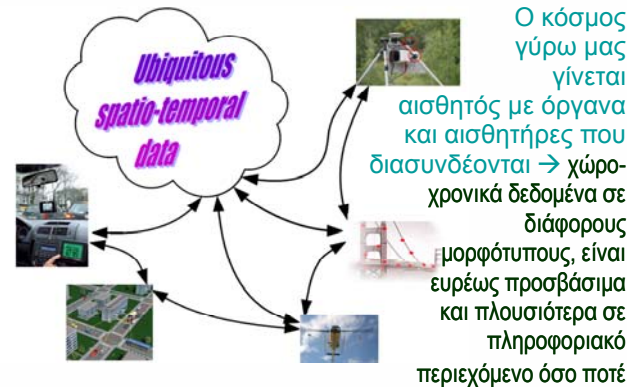 Ubiquitous
spatio-temporal
data
Ο κόσμος
γύρω μας
γίνεται
αισθητός με όργανα
και αισθητήρες που
διασυνδέονται → χώρο-
χρονικά δεδομένα σε
διάφορους
μορφότυπους, είναι
ευρέως προσβάσιμα
και πλουσιότερα σε
πληροφοριακό
περιεχόμενο όσο ποτέ